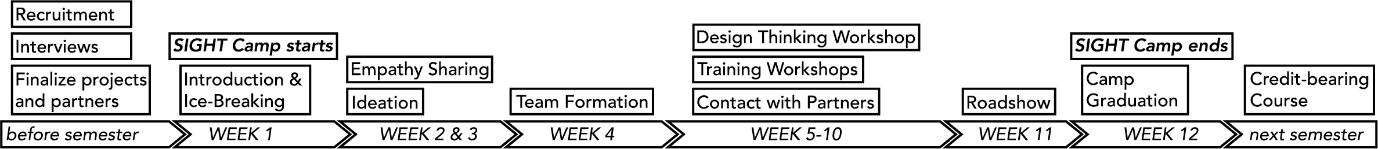 Recruitment
Interviews
Finalize projects
and partners
before semester
SIGHT Camp starts
Introduction &
Ice-Breaking
WEEK 1
Empathy Sharing
Ideation
WEEK 2 & 3
Team Formation
WEEK 4
Design Thinking Workshop
Training Workshops
Contact with Partners
WEEK 5-10
Roadshow
WEEK 11
SIGHT Camp ends
Camp
Graduation
WEEK 12
Credit-bearing
Course
next semester